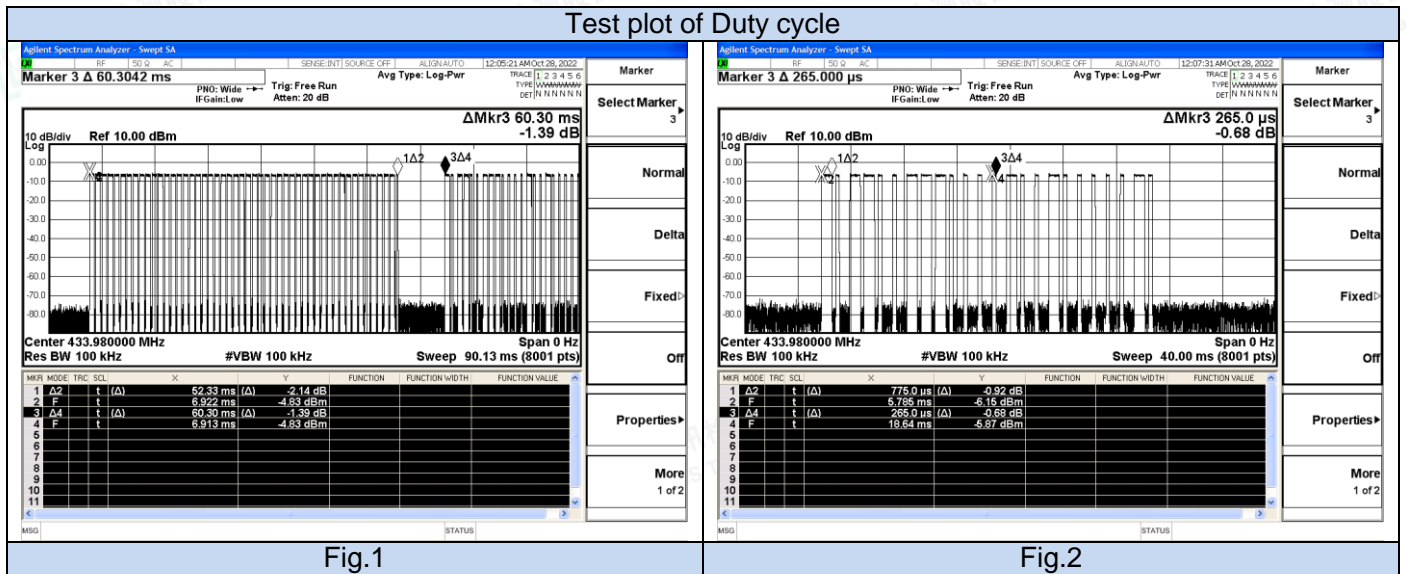 Test plot of Duty cycle
Agilent Spectrum Analyzer - Swept SA
LXI RF 50 Ω AC SENSE:INT SOURCE OFF ALIGNAUTO 12:05:21 AM Oct 28, 2022
Marker 3 Δ 60.3042 ms
Avg Type: Log-Pwr
TRACE 1 2 3 4 5 6
TYPE WWWWWW
DET N N N N N N
PNO: Wide
IFGain:Low
Trig: Free Run
Atten: 20 dB
ΔMkr3 60.30 ms
-1.39 dB
10 dB/div Ref 10.00 dBm
Log
1Δ2
3Δ4
0.00
-10.0
-20.0
-30.0
-40.0
-50.0
-60.0
-70.0
-80.0
Center 433.980000 MHz Span 0 Hz
Res BW 100 kHz #VBW 100 kHz Sweep 90.13 ms (8001 pts)
MKR MODE TRC SCL X Y FUNCTION FUNCTION WIDTH FUNCTION VALUE
1 Δ2 t (Δ) 52.33 ms (Δ) -2.14 dB
2 F t 6.922 ms -4.83 dBm
3 Δ4 t (Δ) 60.30 ms (Δ) -1.39 dB
4 F t 6.913 ms -4.83 dBm
5
6
7
8
9
10
11
MSG STATUS
Marker
Select Marker
3
Normal
Delta
Fixed
Off
Properties
More
1 of 2
Agilent Spectrum Analyzer - Swept SA
LXI RF 50 Ω AC SENSE:INT SOURCE OFF ALIGNAUTO 12:07:31 AM Oct 28, 2022
Marker 3 Δ 265.000 µs
Avg Type: Log-Pwr
TRACE 1 2 3 4 5 6
TYPE WWWWWW
DET N N N N N N
PNO: Wide
IFGain:Low
Trig: Free Run
Atten: 20 dB
ΔMkr3 265.0 µs
-0.68 dB
10 dB/div Ref 10.00 dBm
Log
1Δ2
3Δ4
0.00
-10.0
2
4
-20.0
-30.0
-40.0
-50.0
-60.0
-70.0
-80.0
Center 433.980000 MHz Span 0 Hz
Res BW 100 kHz #VBW 100 kHz Sweep 40.00 ms (8001 pts)
MKR MODE TRC SCL X Y FUNCTION FUNCTION WIDTH FUNCTION VALUE
1 Δ2 t (Δ) 775.0 µs (Δ) -0.92 dB
2 F t 5.785 ms -6.15 dBm
3 Δ4 t (Δ) 265.0 µs (Δ) -0.68 dB
4 F t 18.64 ms -5.87 dBm
5
6
7
8
9
10
11
MSG STATUS
Marker
Select Marker
3
Normal
Delta
Fixed
Off
Properties
More
1 of 2
Fig.1
Fig.2